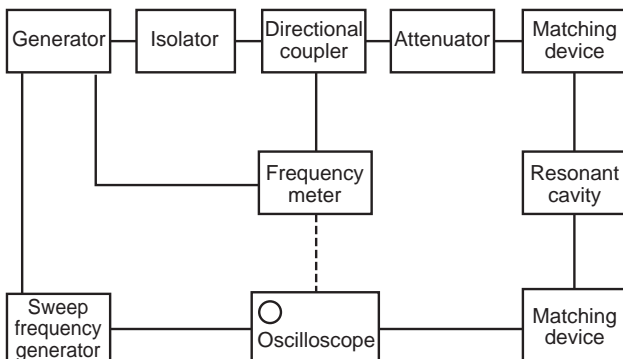 Generator
Isolator
Directional
coupler
Attenuator
Matching
device
Frequency
meter
Resonant
cavity
Sweep
frequency
generator
Oscilloscope
Matching
device